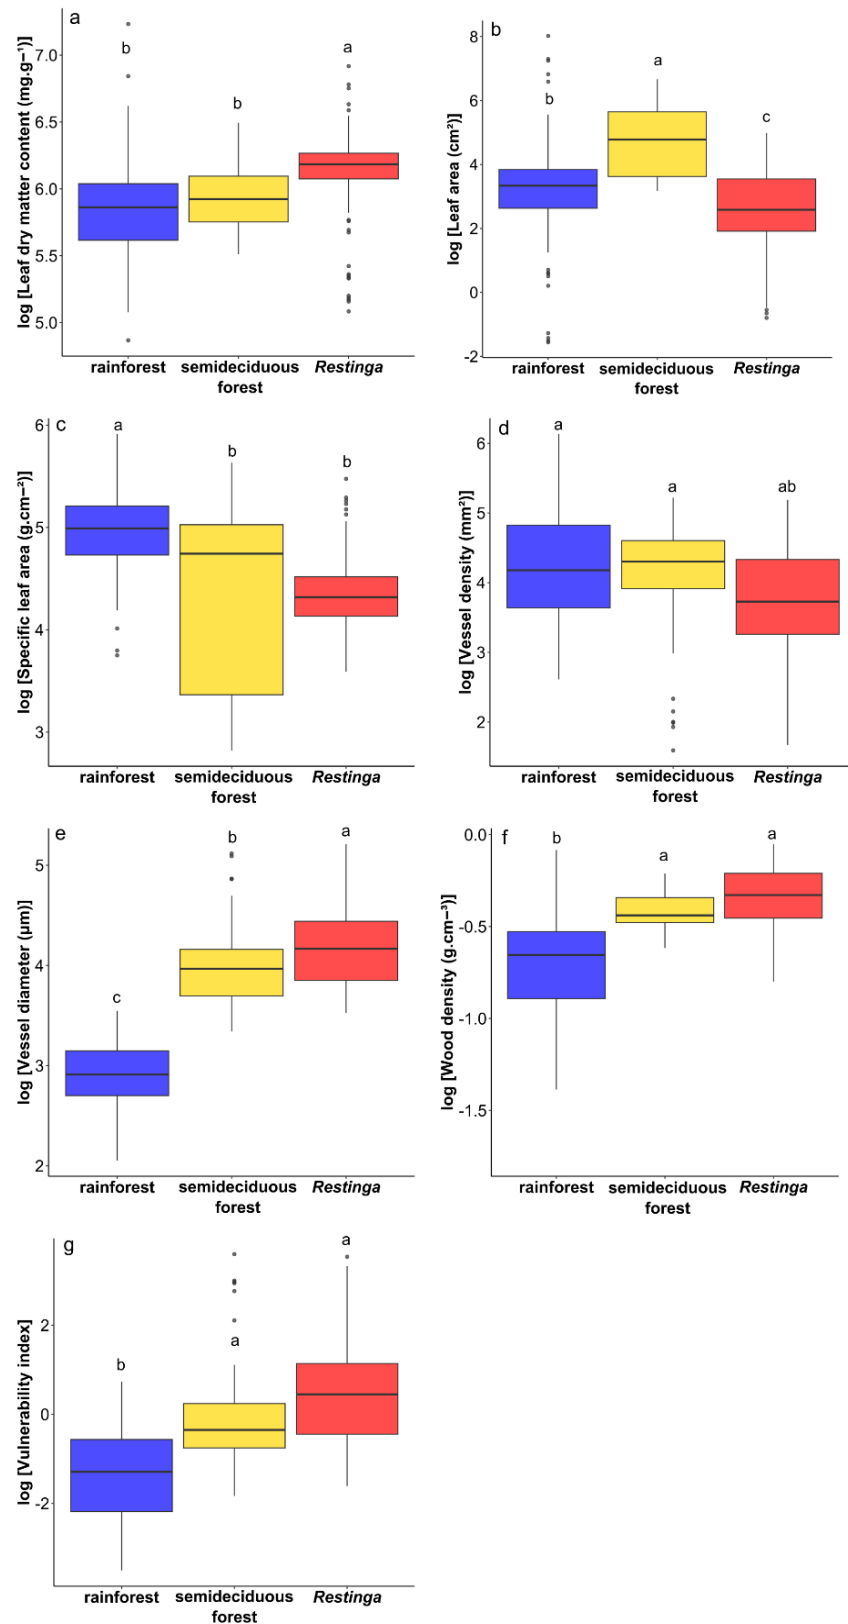 a
log [Leaf dry matter content (mg.g⁻¹)]
7.0
6.5
6.0
5.5
5.0
b
b
a
rainforest
semideciduous
forest
Restinga
b
log [Leaf area (cm²)]
8
6
4
2
0
-2
b
a
c
rainforest
semideciduous
forest
Restinga
c
log [Specific leaf area (g.cm⁻²)]
6
5
4
3
a
b
b
rainforest
semideciduous
forest
Restinga
d
log [Vessel density (mm²)]
6
5
4
3
2
a
a
ab
rainforest
semideciduous
forest
Restinga
e
log [Vessel diameter (µm)]
5
4
3
2
c
b
a
rainforest
semideciduous
forest
Restinga
f
log [Wood density (g.cm⁻³)]
0.0
-0.5
-1.0
-1.5
b
a
a
rainforest
semideciduous
forest
Restinga
g
log [Vulnerability index]
2
0
-2
b
a
a
rainforest
semideciduous
forest
Restinga